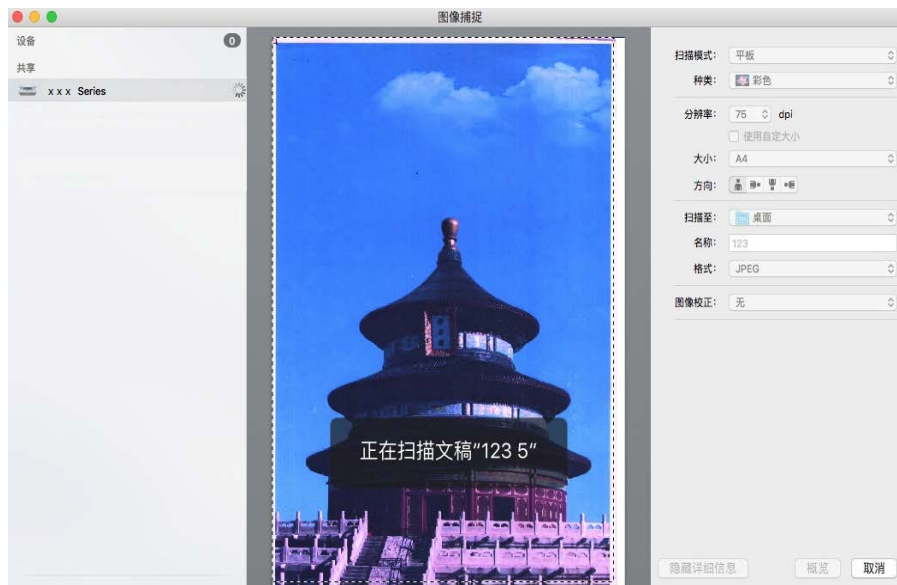 图像捕捉
设备 0
共享
x x x Series
扫描模式： 平板
种类： 彩色
分辨率： 75 dpi
使用自定大小
大小： A4
方向：
扫描至： 桌面
名称： 123
格式： JPEG
图像校正： 无
正在扫描文稿“123 5”
隐藏详细信息 概览 取消